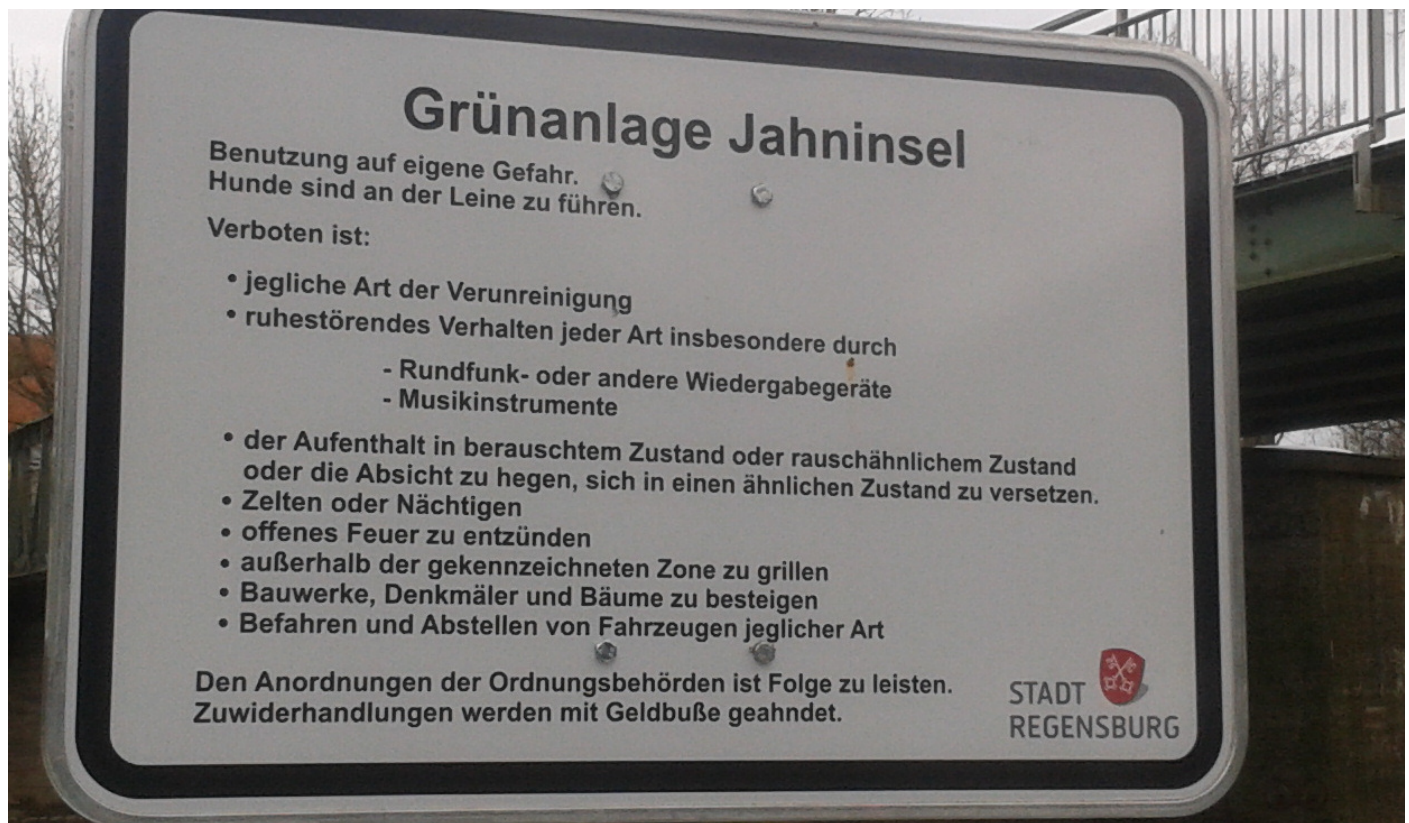 Grünanlage Jahninsel
Benutzung auf eigene Gefahr.
Hunde sind an der Leine zu führen.
Verboten ist:
• jegliche Art der Verunreinigung
• ruhestörendes Verhalten jeder Art insbesondere durch
- Rundfunk- oder andere Wiedergabegeräte
- Musikinstrumente
• der Aufenthalt in berauschtem Zustand oder rauschähnlichem Zustand
oder die Absicht zu hegen, sich in einen ähnlichen Zustand zu versetzen.
• Zelten oder Nächtigen
• offenes Feuer zu entzünden
• außerhalb der gekennzeichneten Zone zu grillen
• Bauwerke, Denkmäler und Bäume zu besteigen
• Befahren und Abstellen von Fahrzeugen jeglicher Art
Den Anordnungen der Ordnungsbehörden ist Folge zu leisten.
Zuwiderhandlungen werden mit Geldbuße geahndet.
STADT
REGENSBURG